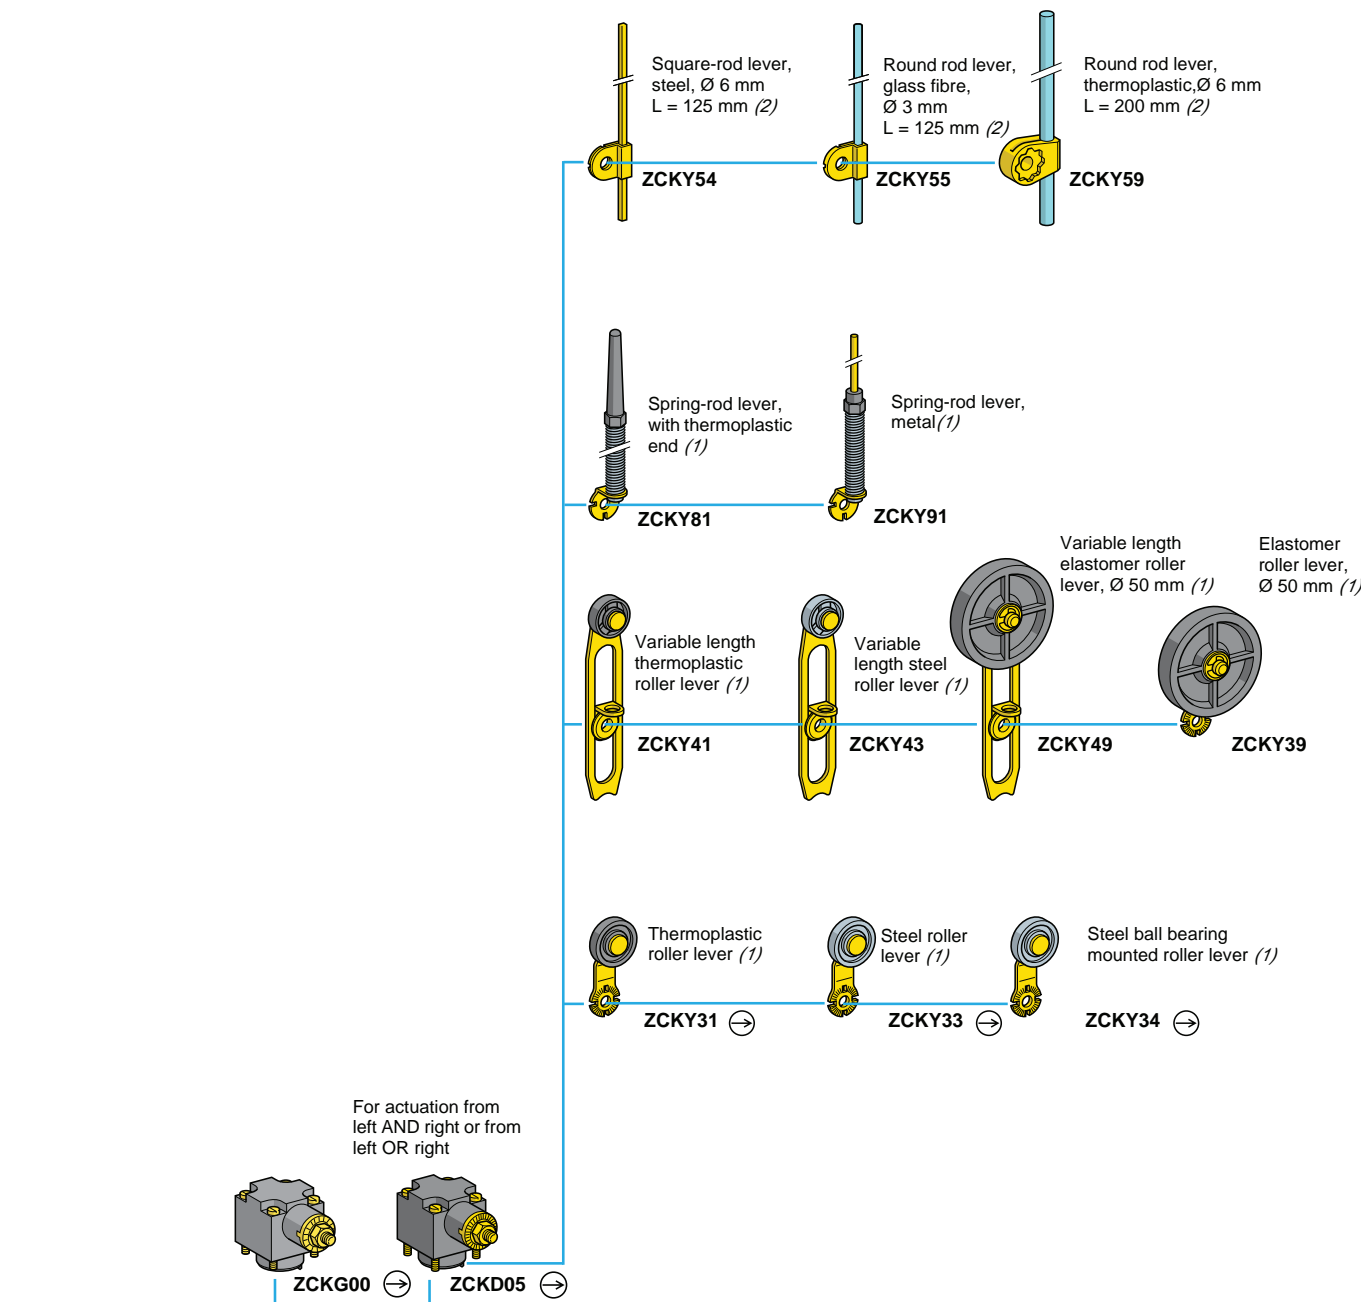 Square-rod lever,
steel, Ø 6 mm
L = 125 mm (2)
ZCKY54
Round rod lever,
glass fibre,
Ø 3 mm
L = 125 mm (2)
ZCKY55
Round rod lever,
thermoplastic,Ø 6 mm
L = 200 mm (2)
ZCKY59
Spring-rod lever,
with thermoplastic
end (1)
ZCKY81
Spring-rod lever,
metal(1)
ZCKY91
Variable length
thermoplastic
roller lever (1)
ZCKY41
Variable
length steel
roller lever (1)
ZCKY43
Variable length
elastomer roller
lever, Ø 50 mm (1)
ZCKY49
Elastomer
roller lever,
Ø 50 mm (1)
ZCKY39
Thermoplastic
roller lever (1)
ZCKY31
Steel roller
lever (1)
ZCKY33
Steel ball bearing
mounted roller lever (1)
ZCKY34
For actuation from
left AND right or from
left OR right
ZCKG00
ZCKD05